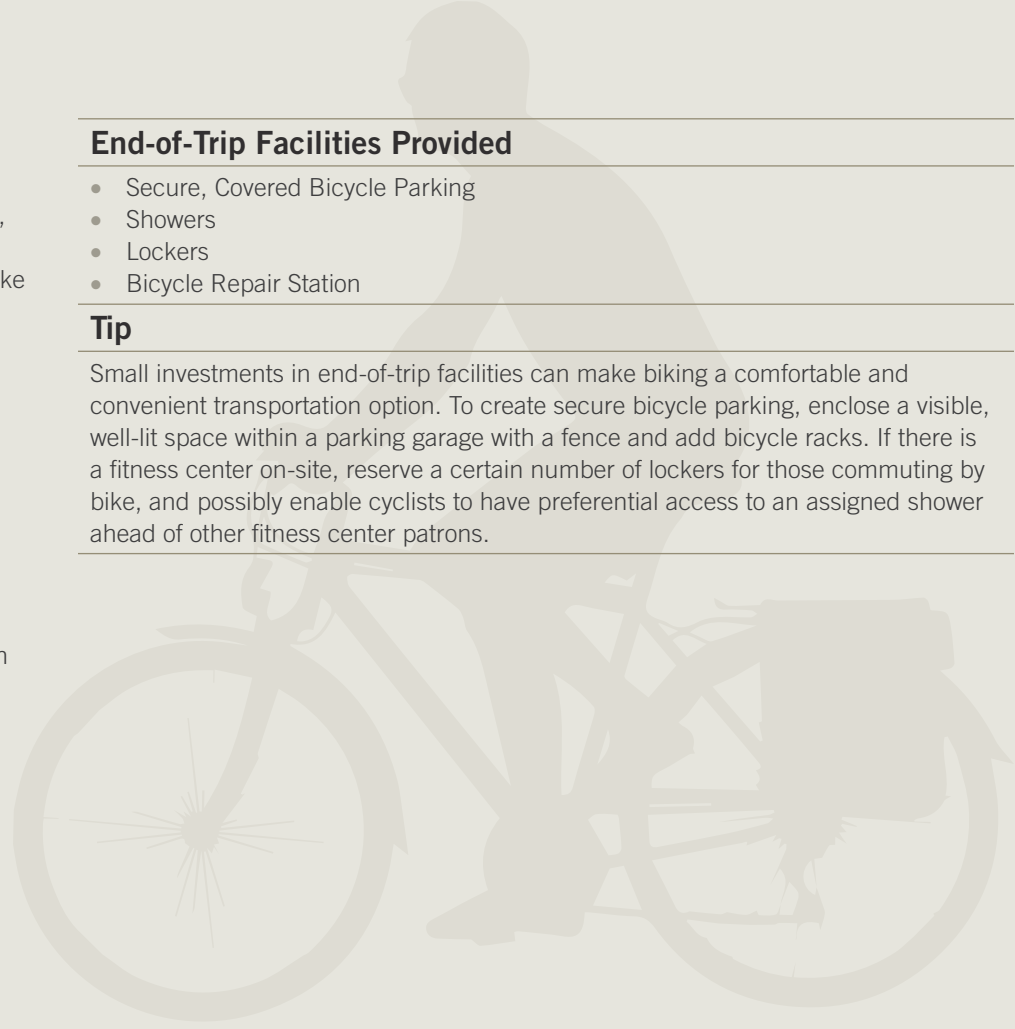 End-of-Trip Facilities Provided
• Secure, Covered Bicycle Parking
• Showers
• Lockers
• Bicycle Repair Station
Tip
Small investments in end-of-trip facilities can make biking a comfortable and
convenient transportation option. To create secure bicycle parking, enclose a visible,
well-lit space within a parking garage with a fence and add bicycle racks. If there is
a fitness center on-site, reserve a certain number of lockers for those commuting by
bike, and possibly enable cyclists to have preferential access to an assigned shower
ahead of other fitness center patrons.